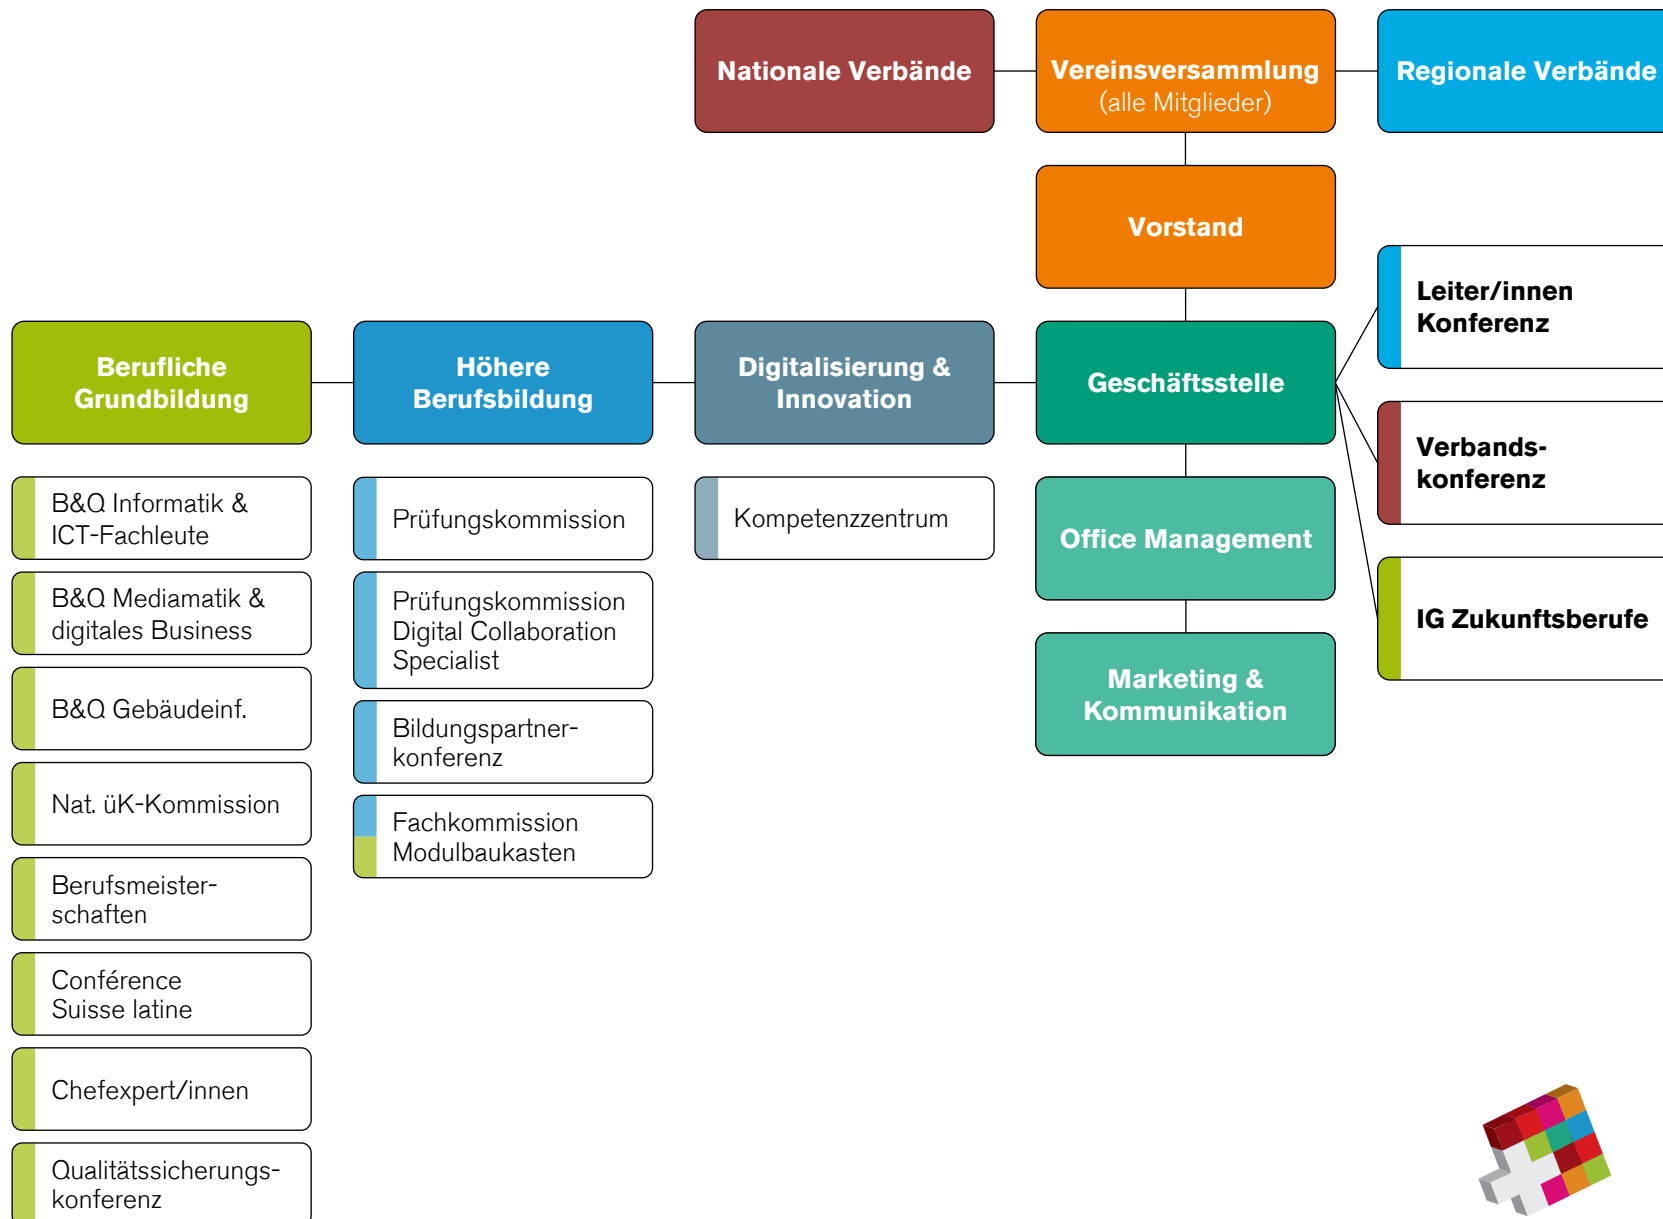 Nationale Verbände
Vereinsversammlung
(alle Mitglieder)
Regionale Verbände
Vorstand
Leiter/innen
Konferenz
Berufliche
Grundbildung
Höhere
Berufsbildung
Digitalisierung &
Innovation
Geschäftsstelle
Verbands-
konferenz
IG Zukunftsberufe
B&Q Informatik &
ICT-Fachleute
B&Q Mediamatik &
digitales Business
B&Q Gebäudeinf.
Nat. üK-Kommission
Berufsmeister-
schaften
Conférence
Suisse latine
Chefexpert/innen
Qualitätssicherungs-
konferenz
Prüfungskommission
Prüfungskommission
Digital Collaboration
Specialist
Bildungspartner-
konferenz
Fachkommission
Modulbaukasten
Kompetenzzentrum
Office Management
Marketing &
Kommunikation